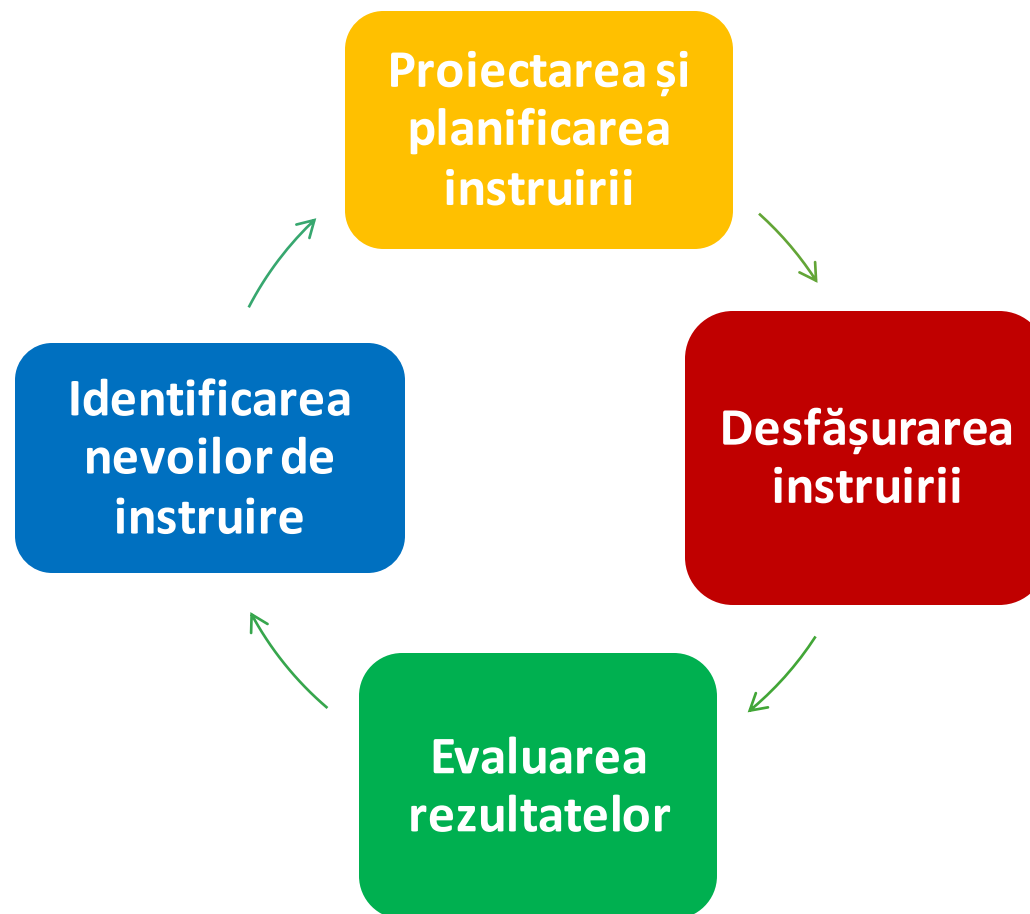 Proiectarea și
planificarea
instruirii
Identificarea
nevoilor de
instruire
Desfășurarea
instruirii
Evaluarea
rezultatelor